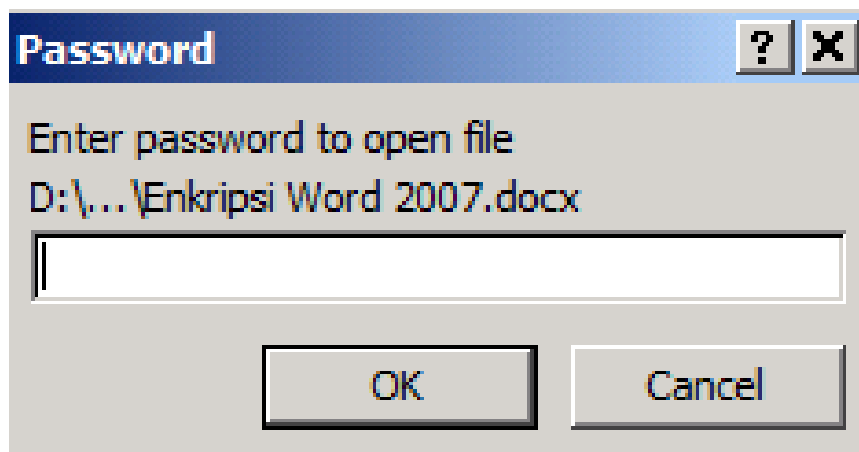 Password
Enter password to open file
D:\...\Enkripsi Word 2007.docx
OK
Cancel